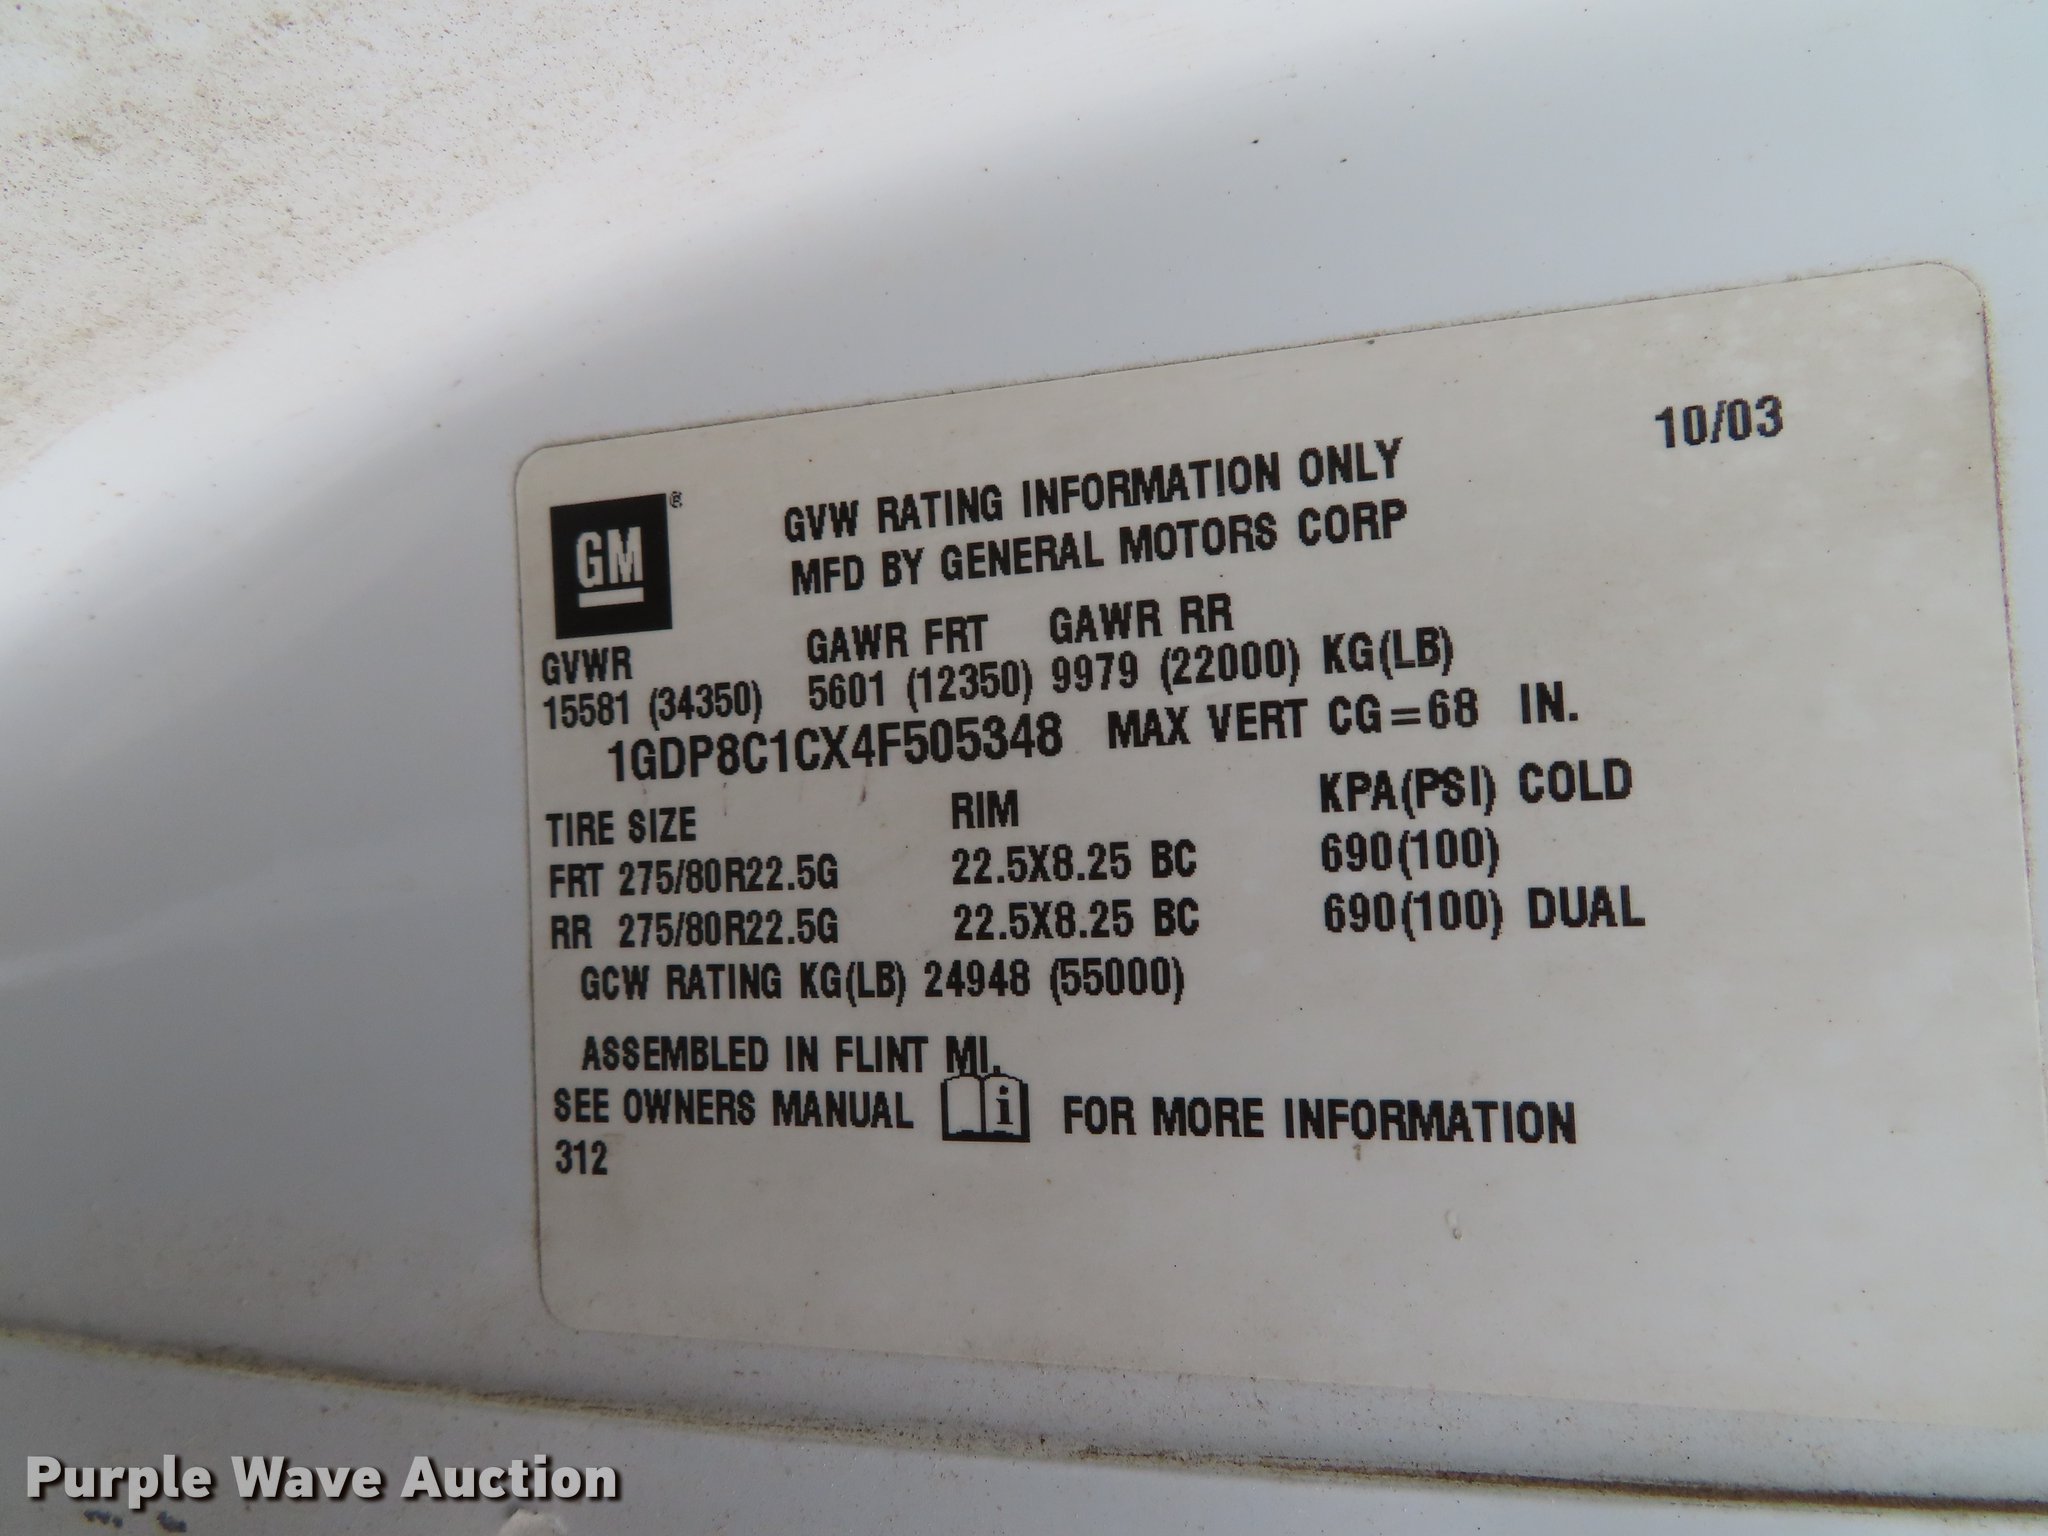 10/03
GM®
GVW RATING INFORMATION ONLY
MFD BY GENERAL MOTORS CORP
GVWR GAWR FRT GAWR RR
15581 (34350) 5601 (12350) 9979 (22000) KG(LB)
1GDP8C1CX4F505348 MAX VERT CG=68 IN.
TIRE SIZE RIM KPA(PSI) COLD
FRT 275/80R22.5G 22.5X8.25 BC 690(100)
RR 275/80R22.5G 22.5X8.25 BC 690(100) DUAL
GCW RATING KG(LB) 24948 (55000)
ASSEMBLED IN FLINT MI.
SEE OWNERS MANUAL i FOR MORE INFORMATION
312
Purple Wave Auction